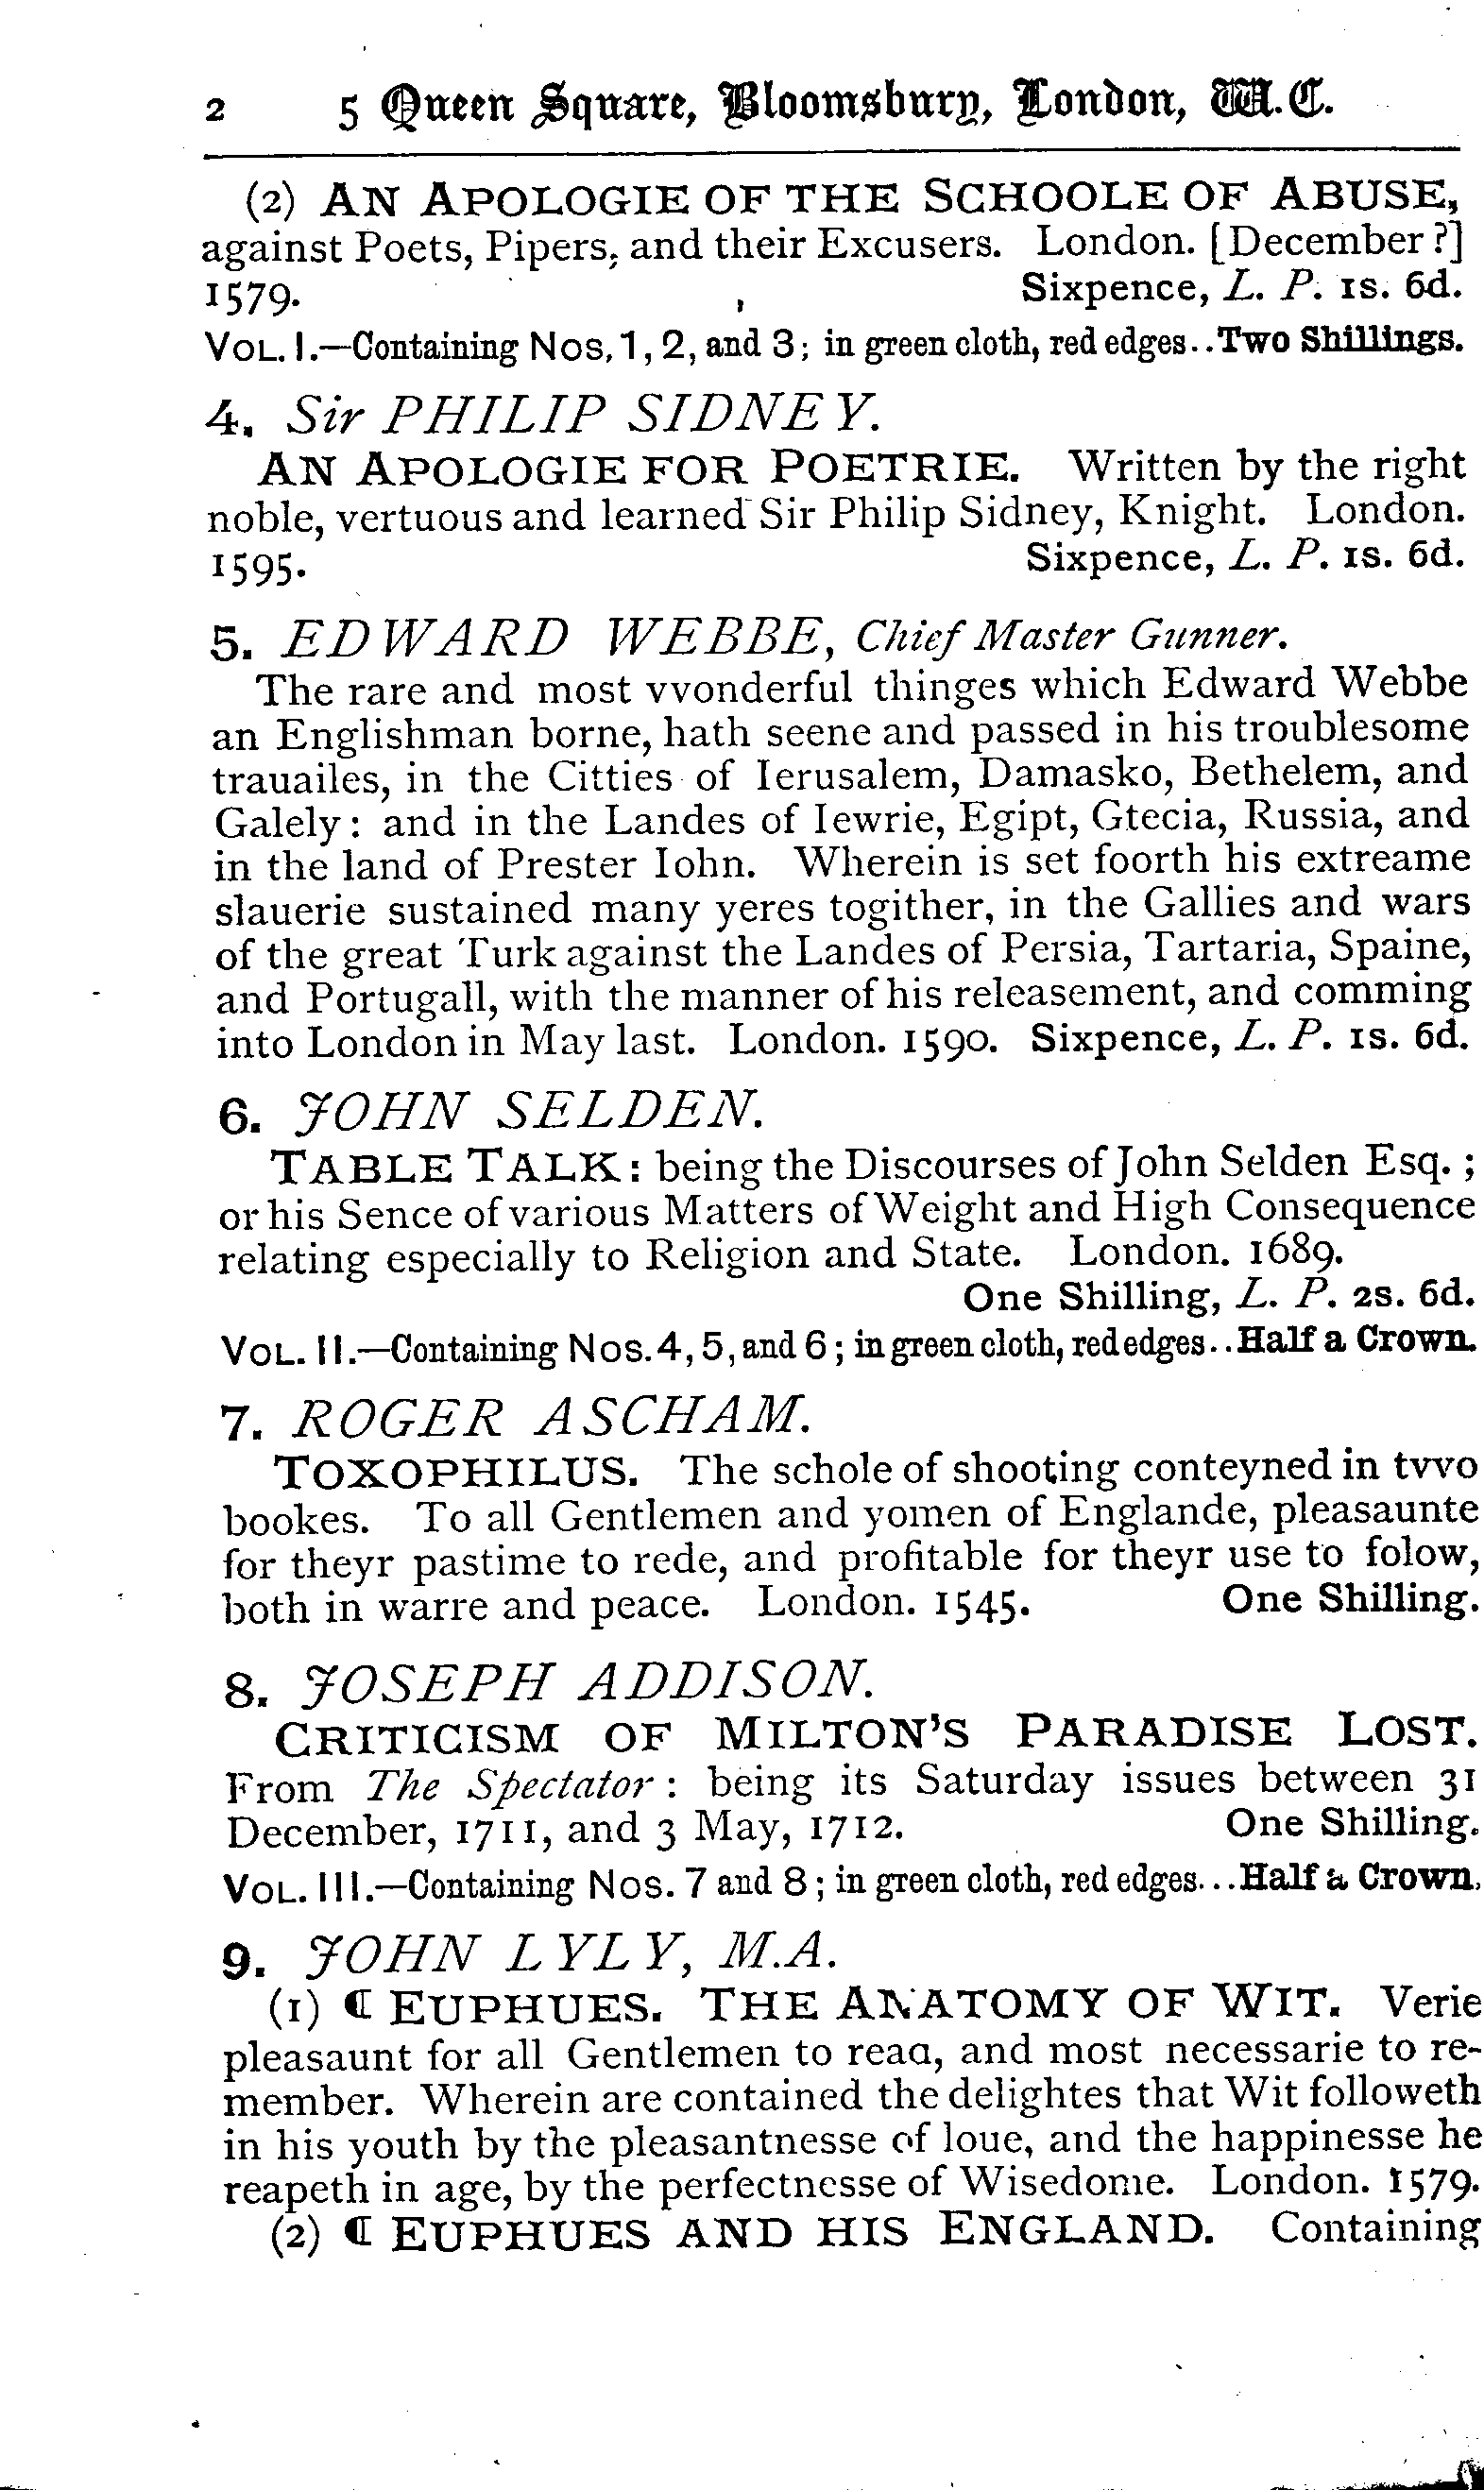 2 5 Queen Square, Bloomsbury, London, W.C.
(2) AN APOLOGIE OF THE SCHOOLE OF ABUSE,
against Poets, Pipers, and their Excusers. London. [December ?]
1579. Sixpence, L. P. 1s. 6d.
VOL. I.—Containing Nos, 1, 2, and 3; in green cloth, red edges..Two Shillings.
4. Sir PHILIP SIDNEY.
AN APOLOGIE FOR POETRIE. Written by the right
noble, vertuous and learned Sir Philip Sidney, Knight. London.
1595. Sixpence, L. P. 1s. 6d.
5. EDWARD WEBBE, Chief Master Gunner.
The rare and most vvonderful thinges which Edward Webbe
an Englishman borne, hath seene and passed in his troublesome
trauailes, in the Citties of Ierusalem, Damasko, Bethelem, and
Galely: and in the Landes of Iewrie, Egipt, Gtecia, Russia, and
in the land of Prester Iohn. Wherein is set foorth his extreame
slauerie sustained many yeres togither, in the Gallies and wars
of the great Turk against the Landes of Persia, Tartaria, Spaine,
and Portugall, with the manner of his releasement, and comming
into London in May last. London. 1590. Sixpence, L. P. 1s. 6d.
6. JOHN SELDEN.
TABLE TALK: being the Discourses of John Selden Esq.;
or his Sence of various Matters of Weight and High Consequence
relating especially to Religion and State. London. 1689.
One Shilling, L. P. 2s. 6d.
VOL. II.—Containing Nos. 4, 5, and 6; in green cloth, red edges..Half a Crown.
7. ROGER ASCHAM.
TOXOPHILUS. The schole of shooting conteyned in tvvo
bookes. To all Gentlemen and yomen of Englande, pleasaunte
for theyr pastime to rede, and profitable for theyr use to folow,
both in warre and peace. London. 1545. One Shilling.
8. JOSEPH ADDISON.
CRITICISM OF MILTON'S PARADISE LOST.
From The Spectator: being its Saturday issues between 31
December, 1711, and 3 May, 1712. One Shilling.
VOL. III.—Containing Nos. 7 and 8; in green cloth, red edges...Half a Crown.
9. JOHN LYLY, M.A.
(1) ¶ EUPHUES. THE ANATOMY OF WIT. Verie
pleasaunt for all Gentlemen to read, and most necessarie to re-
member. Wherein are contained the delightes that Wit followeth
in his youth by the pleasantnesse of loue, and the happinesse he
reapeth in age, by the perfectnesse of Wisedome. London. 1579.
(2) ¶ EUPHUES AND HIS ENGLAND. Containing